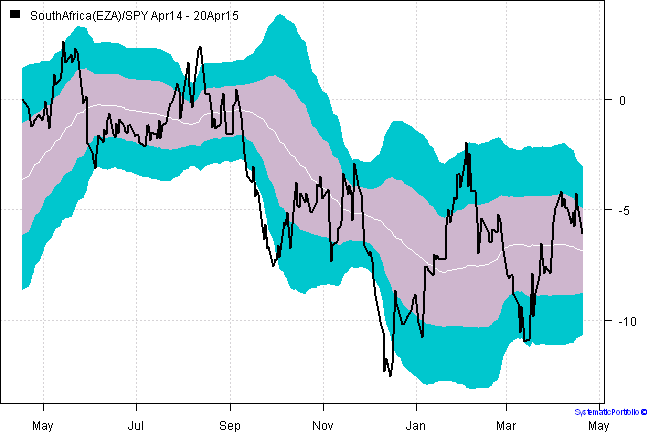 SouthAfrica(EZA)/SPY Apr14 - 20Apr15
0
-5
-10
SystematicPortfolio ©
May Jul Sep Nov Jan Mar May